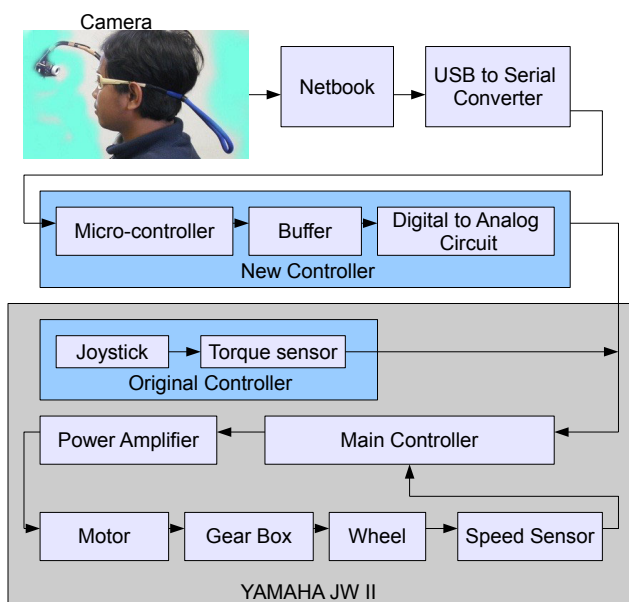 Camera
Netbook
USB to Serial
Converter
Micro-controller
Buffer
Digital to Analog
Circuit
New Controller
Joystick
Torque sensor
Original Controller
Power Amplifier
Main Controller
Motor
Gear Box
Wheel
Speed Sensor
YAMAHA JW II